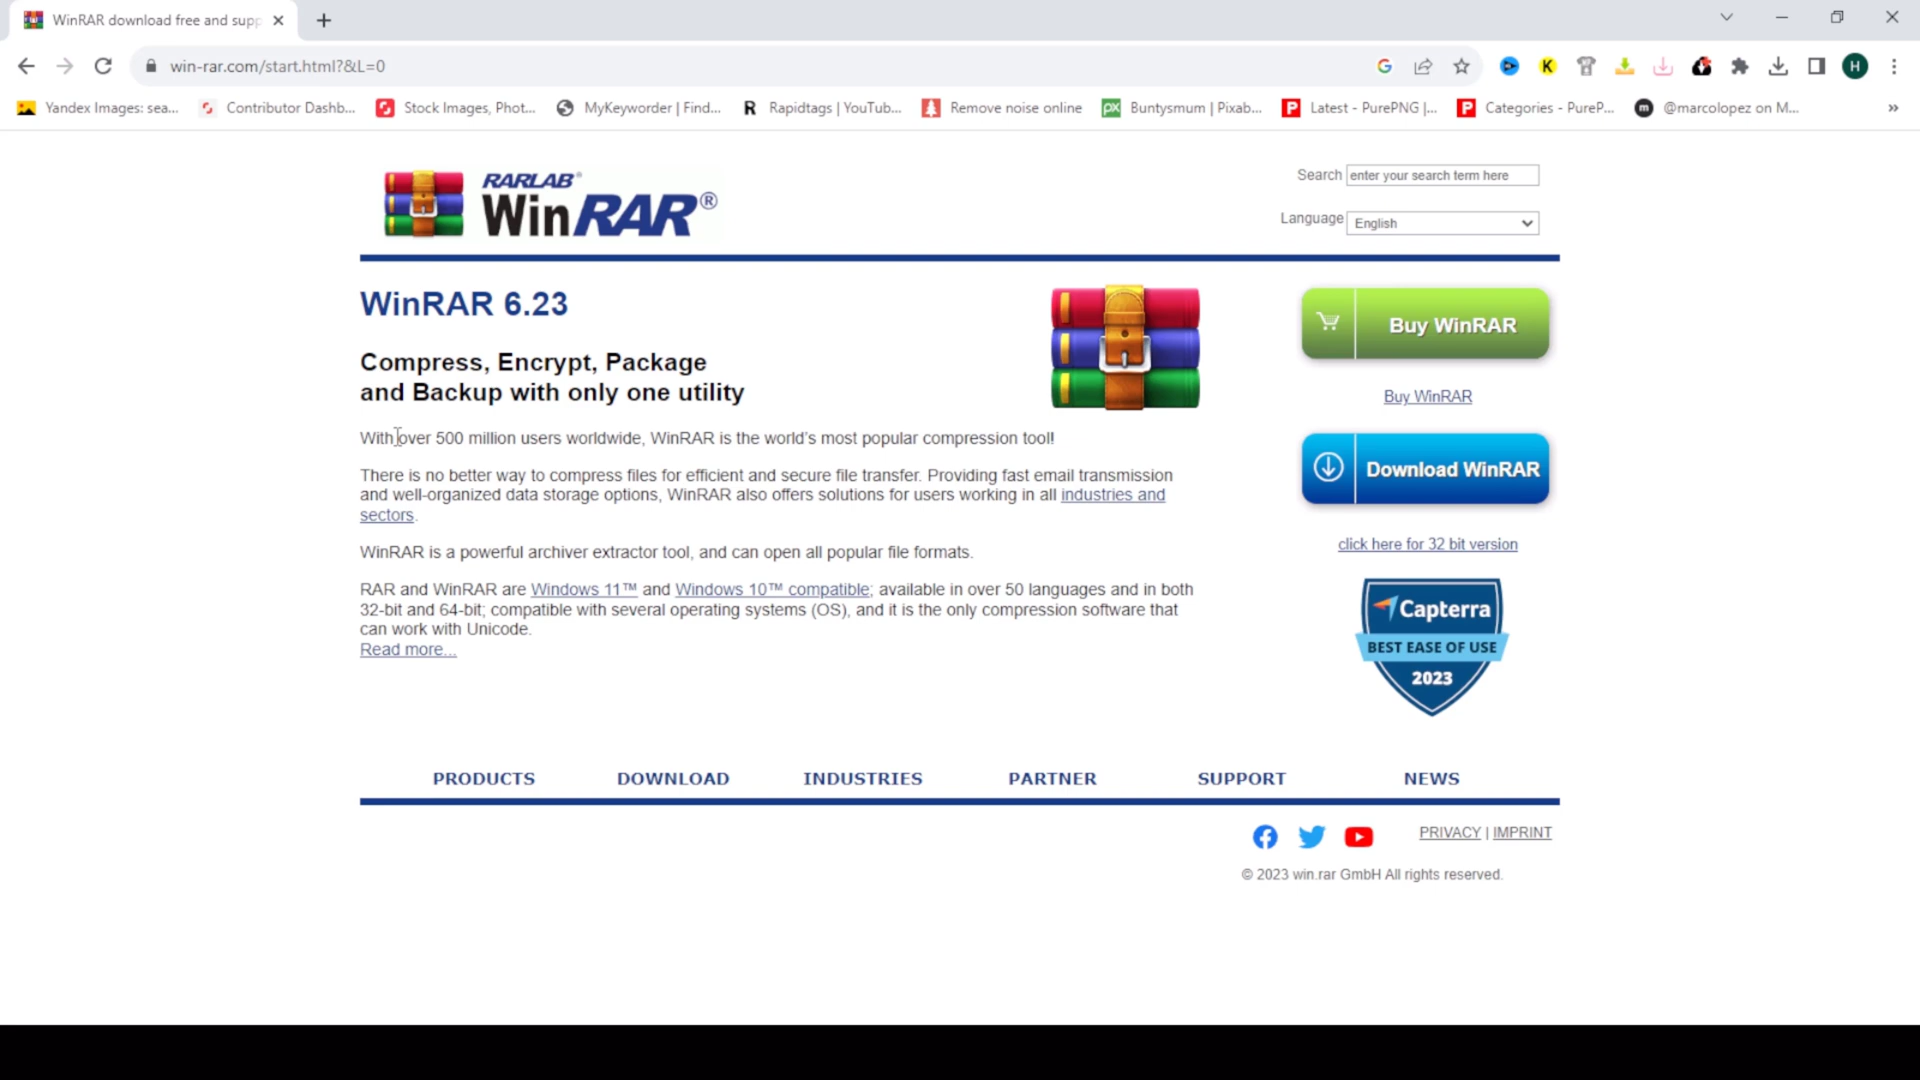 WinRAR download free and supp
win-rar.com/start.html?&L=0
H
Yandex Images: sea...
Contributor Dashb...
Stock Images, Phot...
MyKeyworder | Find...
Rapidtags | YouTub...
Remove noise online
Buntysmum | Pixab...
Latest - PurePNG |...
Categories - PureP...
@marcolopez on M...
»
RARLAB®
WinRAR®
Search enter your search term here
Language English
WinRAR 6.23
Compress, Encrypt, Package
and Backup with only one utility
With over 500 million users worldwide, WinRAR is the world's most popular compression tool!
There is no better way to compress files for efficient and secure file transfer. Providing fast email transmission
and well-organized data storage options, WinRAR also offers solutions for users working in all industries and
sectors.
WinRAR is a powerful archiver extractor tool, and can open all popular file formats.
RAR and WinRAR are Windows 11™ and Windows 10™ compatible; available in over 50 languages and in both
32-bit and 64-bit; compatible with several operating systems (OS), and it is the only compression software that
can work with Unicode.
Read more...
Buy WinRAR
Buy WinRAR
Download WinRAR
click here for 32 bit version
Capterra
BEST EASE OF USE
2023
PRODUCTS DOWNLOAD INDUSTRIES PARTNER SUPPORT NEWS
PRIVACY | IMPRINT
© 2023 win.rar GmbH All rights reserved.